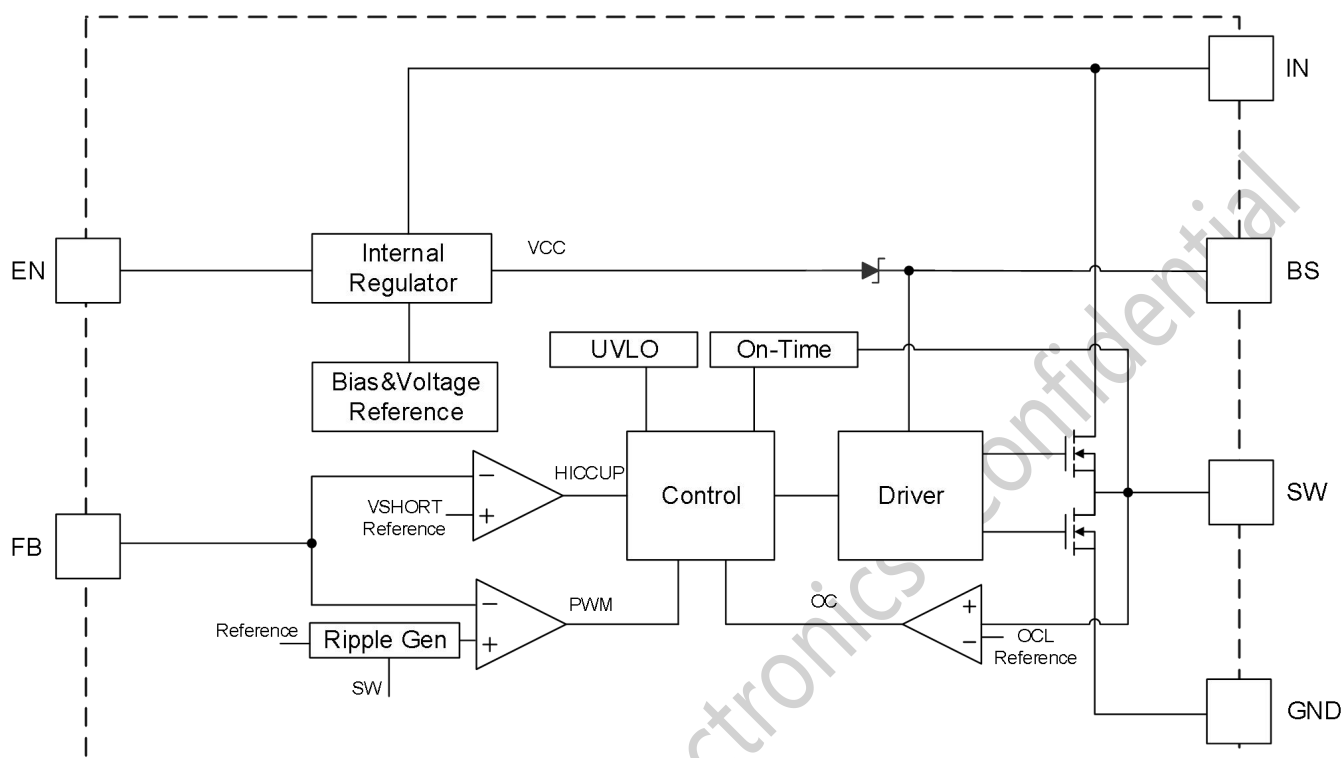 IN
EN
Internal
Regulator
VCC
BS
UVLO
On-Time
Bias&Voltage
Reference
HICCUP
VSHORT
Reference
Control
Driver
SW
FB
PWM
OC
Reference
Ripple Gen
OCL
Reference
SW
GND
Confidential